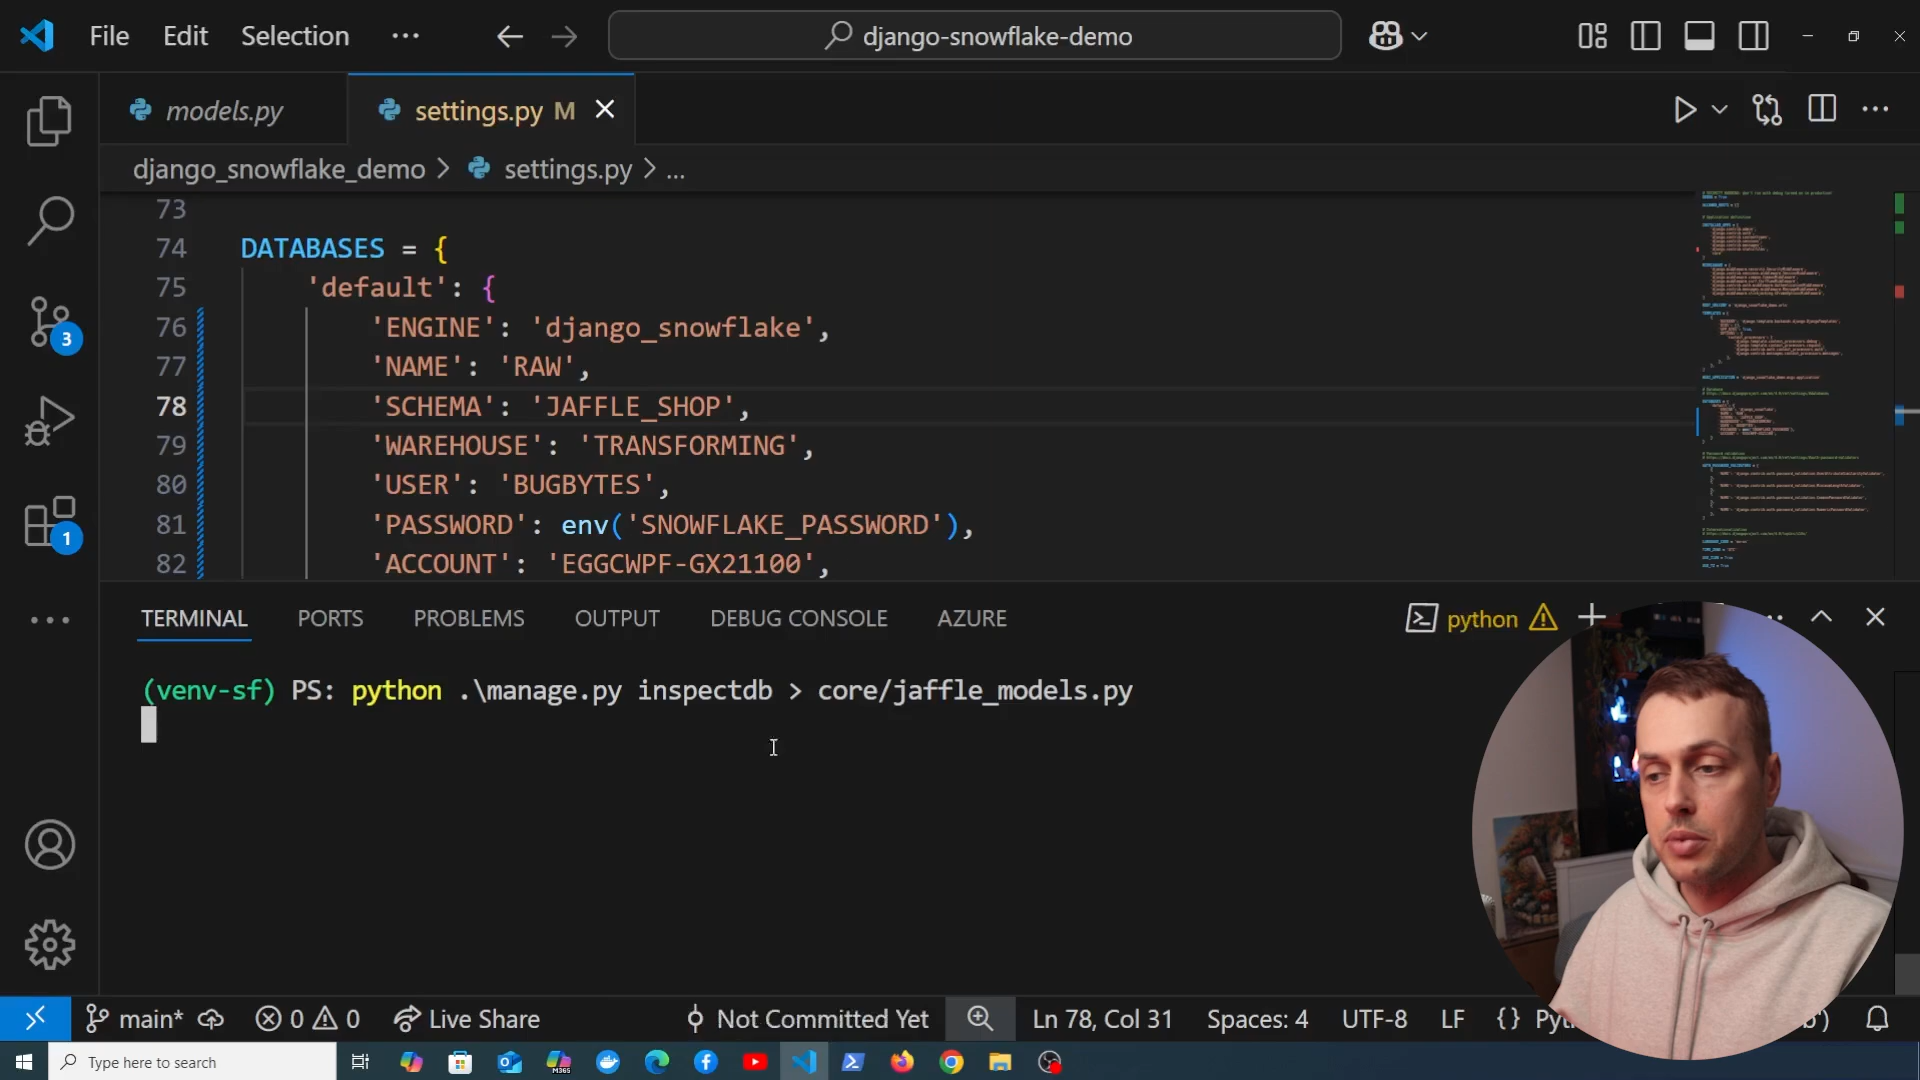 File Edit Selection ··· django-snowflake-demo
models.py settings.py M
django_snowflake_demo > settings.py > ...
73
74 DATABASES = {
75 'default': {
76 'ENGINE': 'django_snowflake',
77 'NAME': 'RAW',
78 'SCHEMA': 'JAFFLE_SHOP',
79 'WAREHOUSE': 'TRANSFORMING',
80 'USER': 'BUGBYTES',
81 'PASSWORD': env('SNOWFLAKE_PASSWORD'),
82 'ACCOUNT': 'EGGCWPF-GX21100',
3
1
TERMINAL PORTS PROBLEMS OUTPUT DEBUG CONSOLE AZURE python
(venv-sf) PS: python .\manage.py inspectdb > core/jaffle_models.py
main* 0 0 Live Share Not Committed Yet Ln 78, Col 31 Spaces: 4 UTF-8 LF {}
Type here to search